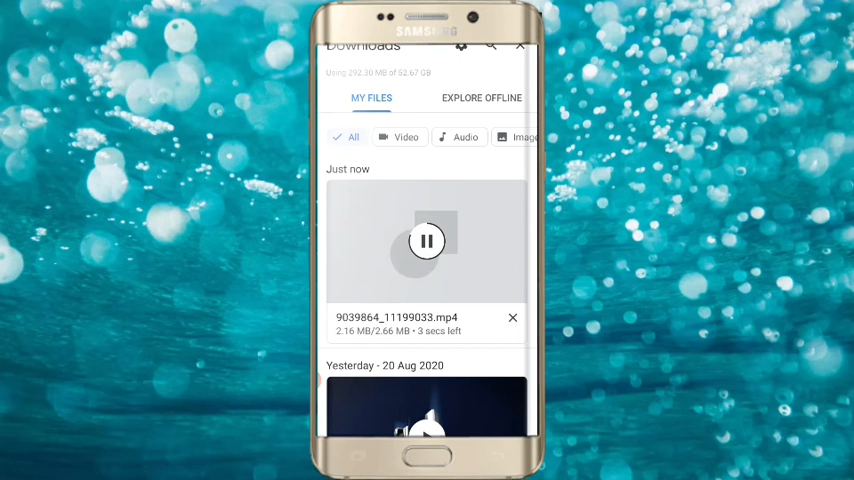 SAMSUNG
Downloads
Using 292.30 MB of 52.67 GB
MY FILES
EXPLORE OFFLINE
All
Video
Audio
Image
Just now
9039864_11199033.mp4
2.16 MB/2.66 MB • 3 secs left
Yesterday - 20 Aug 2020